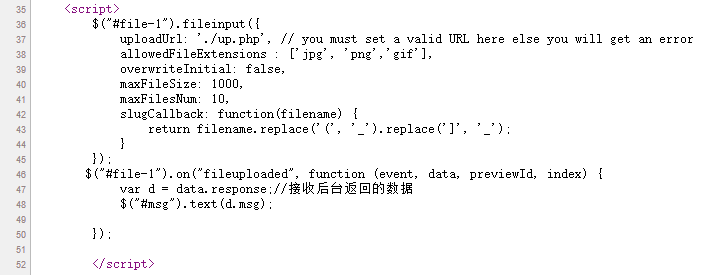 35 <script>
36 $("#file-1").fileinput({
37 uploadUrl: './up.php', // you must set a valid URL here else you will get an error
38 allowedFileExtensions : ['jpg', 'png','gif'],
39 overwriteInitial: false,
40 maxFileSize: 1000,
41 maxFilesNum: 10,
42 slugCallback: function(filename) {
43 return filename.replace('(', '_').replace(']', '_');
44 }
45 });
46 $("#file-1").on("fileuploaded", function (event, data, previewId, index) {
47 var d = data.response;//接收后台返回的数据
48 $("#msg").text(d.msg);
49
50 });
51
52 </script>